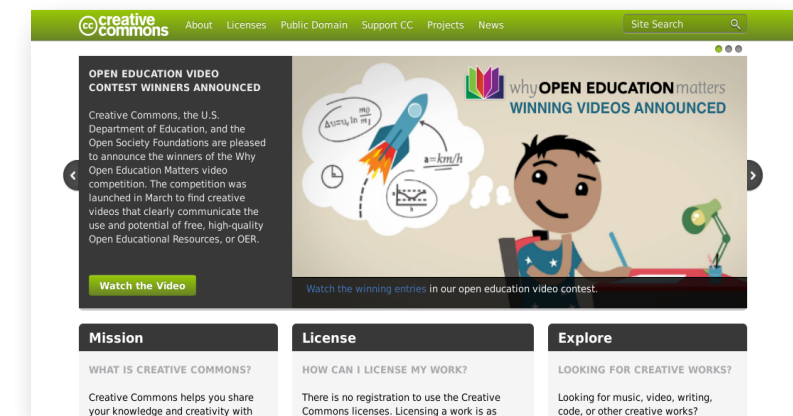 cc creative commons
About Licenses Public Domain Support CC Projects News
Site Search
OPEN EDUCATION VIDEO
CONTEST WINNERS ANNOUNCED
Creative Commons, the U.S.
Department of Education, and the
Open Society Foundations are pleased
to announce the winners of the Why
Open Education Matters video
competition. The competition was
launched in March to find creative
videos that clearly communicate the
use and potential of free, high-quality
Open Educational Resources, or OER.
Watch the Video
whyOPEN EDUCATIONmatters
WINNING VIDEOS ANNOUNCED
a=km/h
Watch the winning entries in our open education video contest.
Mission
WHAT IS CREATIVE COMMONS?
Creative Commons helps you share
your knowledge and creativity with
License
HOW CAN I LICENSE MY WORK?
There is no registration to use the Creative
Commons licenses. Licensing a work is as
Explore
LOOKING FOR CREATIVE WORKS?
Looking for music, video, writing,
code, or other creative works?